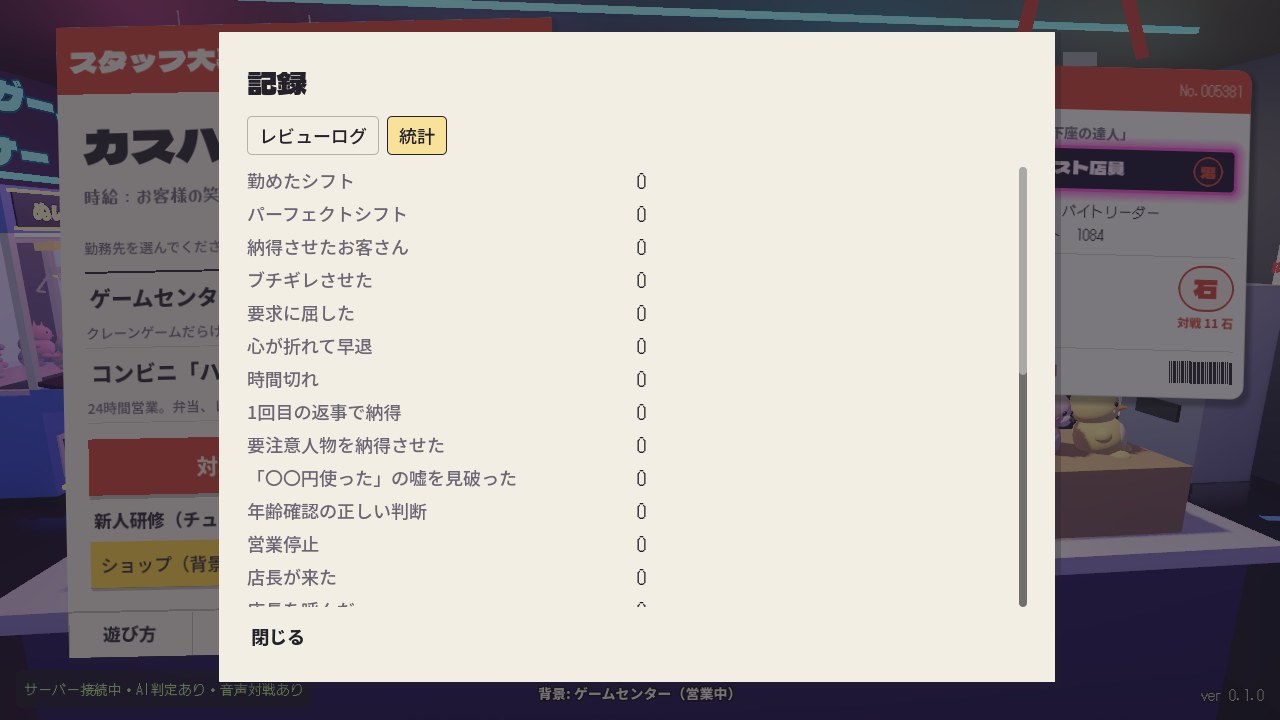 スタッフ大
No. 005381
ゲー
下座の達人」
記録
カスハ
レビューログ
統計
スト店員
勤めたシフト 0
時給：お客様の笑
パーフェクトシフト 0
バイトリーダー
1084
勤務先を選んでくださ
納得させたお客さん 0
ブチギレさせた 0
ゲームセンタ
石
要求に屈した 0
対戦 11 石
クレーンゲームだらけ
心が折れて早退 0
コンビニ「ハ
時間切れ 0
24時間営業。弁当、
1回目の返事で納得 0
要注意人物を納得させた 0
対
「〇〇円使った」の嘘を見破った 0
年齢確認の正しい判断 0
新人研修（チュ
営業停止 0
ショップ（背景
店長が来た 0
遊び方
閉じる
サーバー接続中・AI判定あり・音声対戦あり
背景: ゲームセンター（営業中）
ver 0.1.0